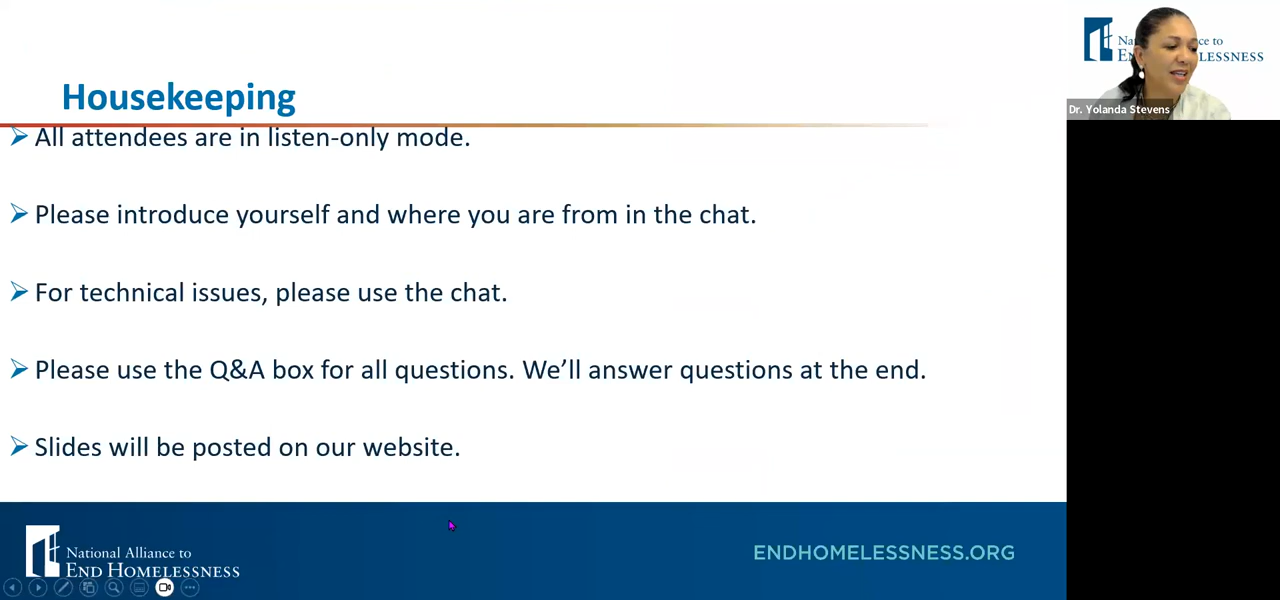 Housekeeping
All attendees are in listen-only mode.
Please introduce yourself and where you are from in the chat.
For technical issues, please use the chat.
Please use the Q&A box for all questions. We'll answer questions at the end.
Slides will be posted on our website.
National Alliance to
END HOMELESSNESS
ENDHOMELESSNESS.ORG
Dr. Yolanda Stevens